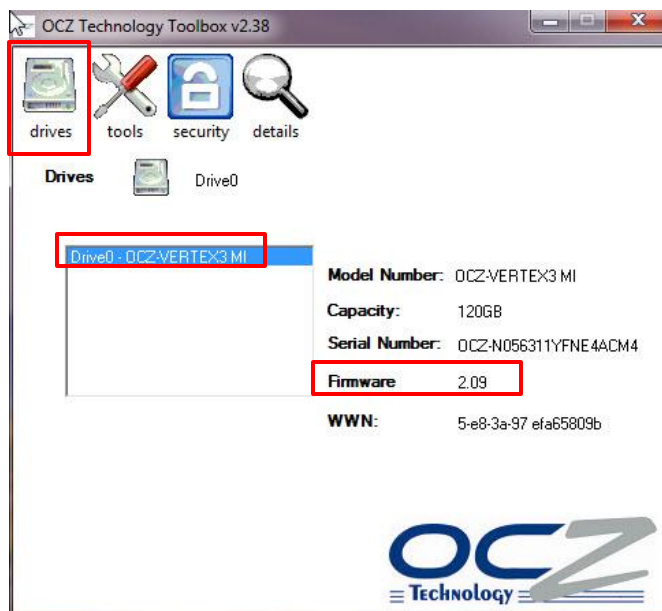 OCZ Technology Toolbox v2.38
drives tools security details
Drives Drive0
Drive0 - OCZ-VERTEX3 MI
Model Number: OCZ-VERTEX3 MI
Capacity: 120GB
Serial Number: OCZ-N056311YFNE4ACM4
Firmware 2.09
WWN: 5-e8-3a-97 efa65809b
OCZ
Technology